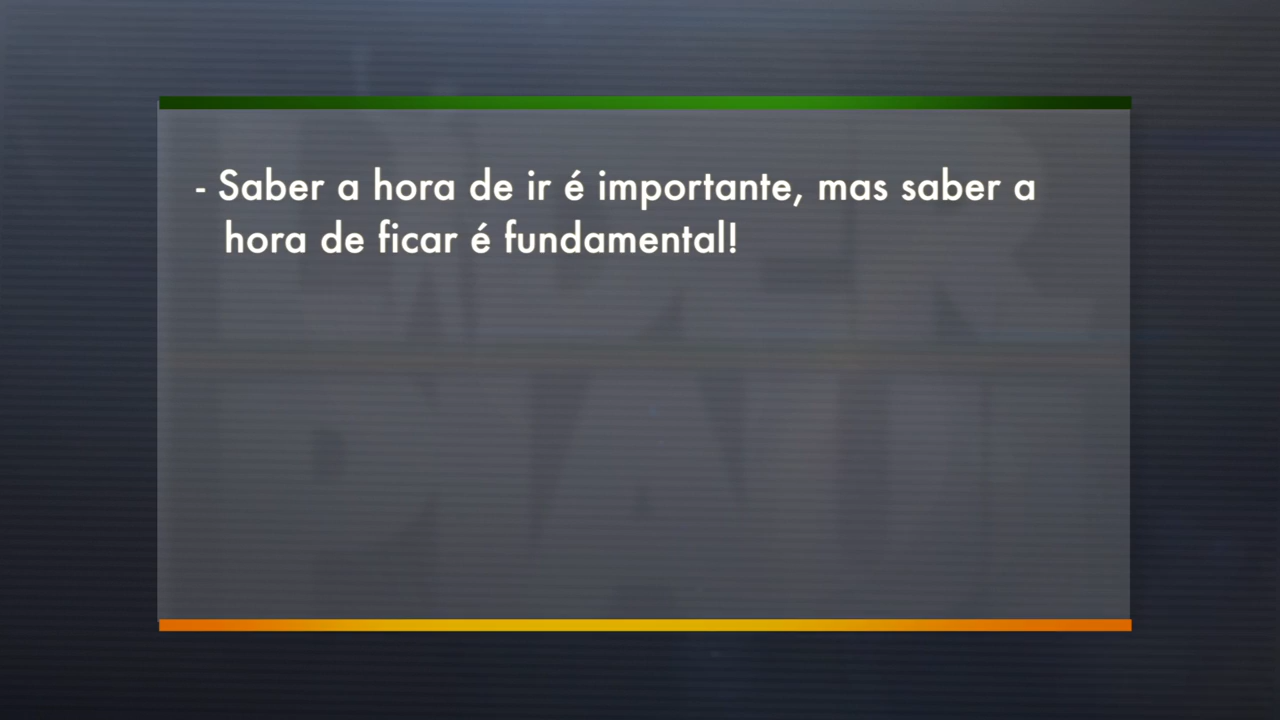 - Saber a hora de ir é importante, mas saber a
hora de ficar é fundamental!